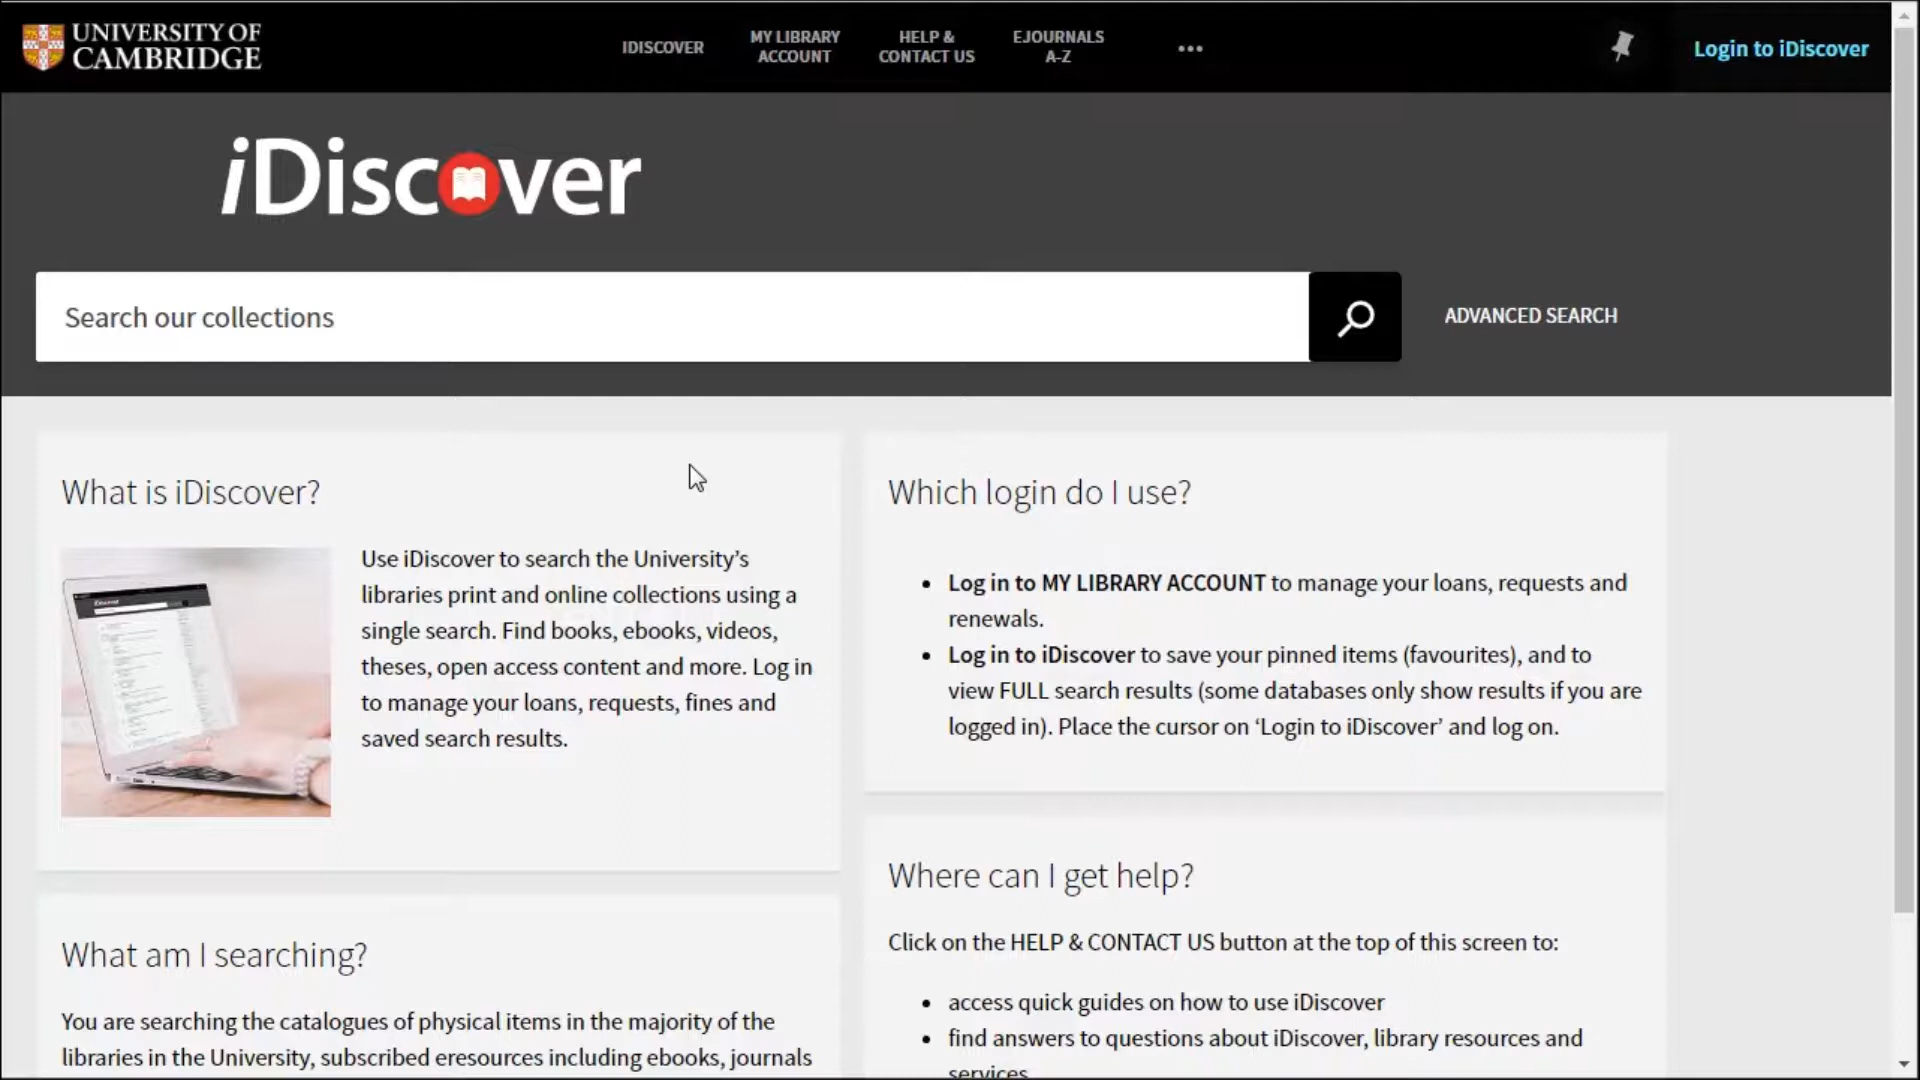 UNIVERSITY OF
CAMBRIDGE
IDISCOVER
MY LIBRARY
ACCOUNT
HELP &
CONTACT US
EJOURNALS
A-Z
...
Login to iDiscover
iDiscover
Search our collections
ADVANCED SEARCH
What is iDiscover?
Use iDiscover to search the University’s
libraries print and online collections using a
single search. Find books, ebooks, videos,
theses, open access content and more. Log in
to manage your loans, requests, fines and
saved search results.
What am I searching?
You are searching the catalogues of physical items in the majority of the
libraries in the University, subscribed eresources including ebooks, journals
Which login do I use?
• Log in to MY LIBRARY ACCOUNT to manage your loans, requests and
renewals.
• Log in to iDiscover to save your pinned items (favourites), and to
view FULL search results (some databases only show results if you are
logged in). Place the cursor on ‘Login to iDiscover’ and log on.
Where can I get help?
Click on the HELP & CONTACT US button at the top of this screen to:
• access quick guides on how to use iDiscover
• find answers to questions about iDiscover, library resources and
services